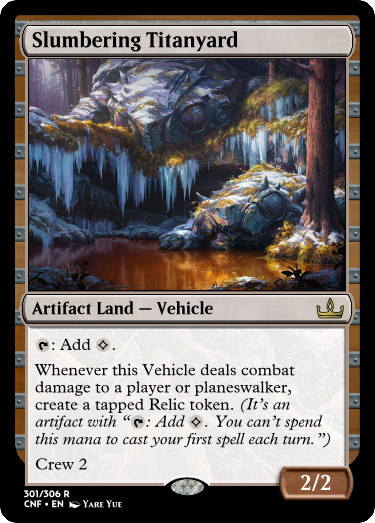 Slumbering Titanyard
Artifact Land — Vehicle
: Add .
Whenever this Vehicle deals combat
damage to a player or planeswalker,
create a tapped Relic token. (It's an
artifact with “: Add . You can't spend
this mana to cast your first spell each turn.”)
Crew 2
2/2
301/306 R
CNF • EN Yare Yue